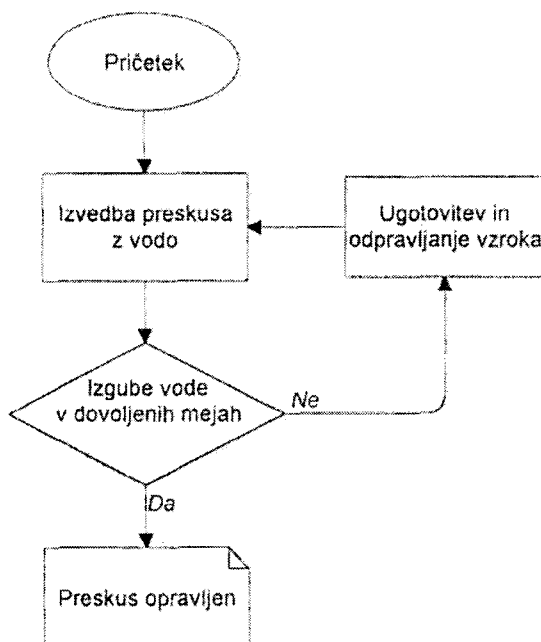 Pričetek
Izvedba preskusa
z vodo
Ugotovitev in
odpravljanje vzroka
Izgube vode
v dovoljenih mejah
Ne
Da
Preskus opravljen